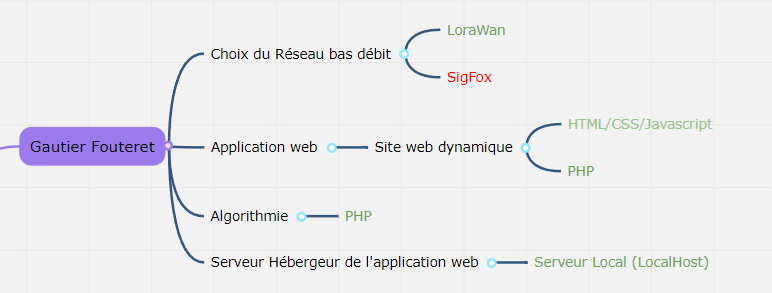 LoraWan
Choix du Réseau bas débit
SigFox
HTML/CSS/Javascript
Gautier Fouteret
Application web
Site web dynamique
PHP
Algorithmie
PHP
Serveur Hébergeur de l'application web
Serveur Local (LocalHost)